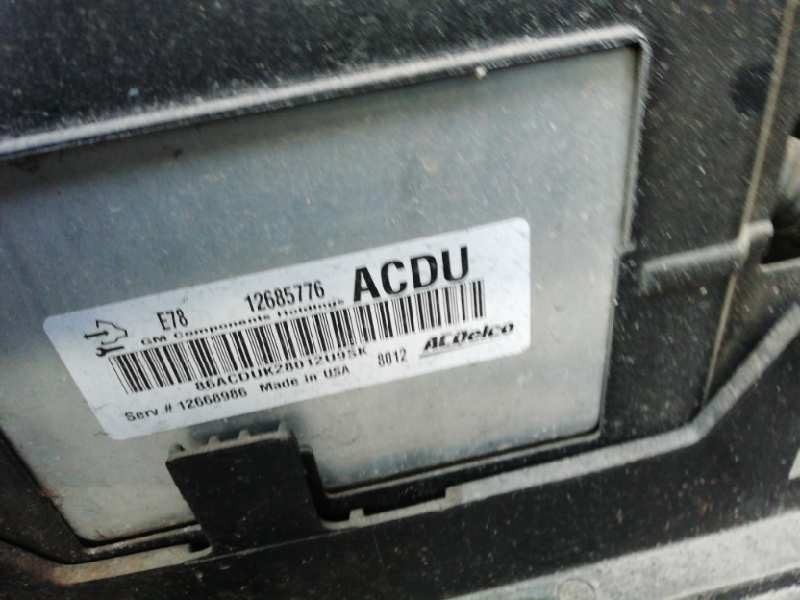 E78 12685776 ACDU
GM Components Holdings
86ACDUK28012U95K 8012 ACDelco
Serv # 12668986 Made in USA